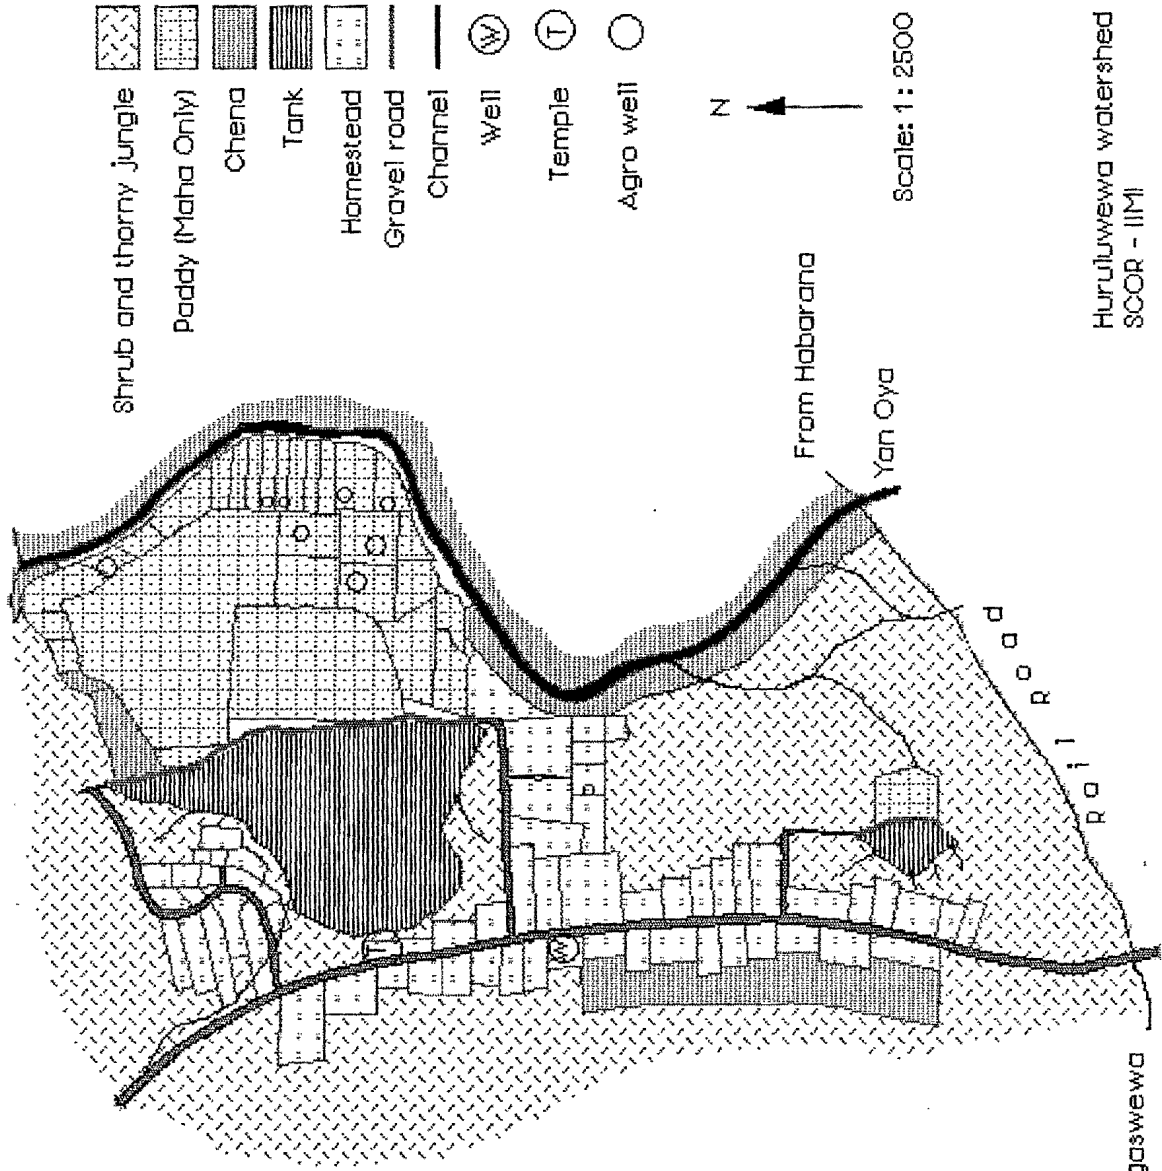 Shrub and thorny jungle
Paddy (Maha Only)
Chena
Tank
Homestead
Gravel road
Channel
W Well
T Temple
Agro well
N
Scale: 1 : 2500
From Habarana
Yan Oya
Rail Road
T
W
gaswewa
Huruluwewa watershed
SCOR - IIMI